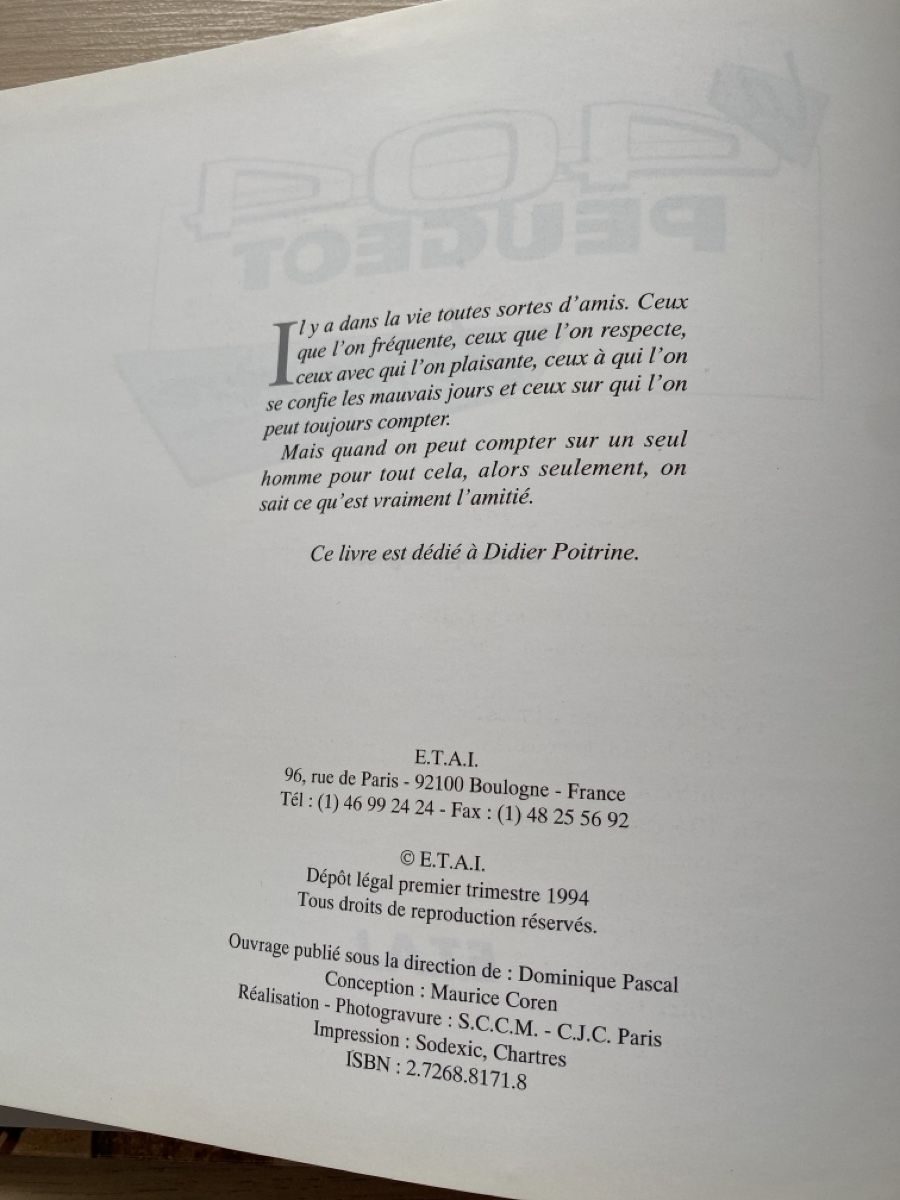 la
404
PEUGEOT
Il y a dans la vie toutes sortes d'amis. Ceux
que l'on fréquente, ceux que l'on respecte,
ceux avec qui l'on plaisante, ceux à qui l'on
se confie les mauvais jours et ceux sur qui l'on
peut toujours compter.
Mais quand on peut compter sur un seul
homme pour tout cela, alors seulement, on
sait ce qu'est vraiment l'amitié.
Ce livre est dédié à Didier Poitrine.
E.T.A.I.
96, rue de Paris - 92100 Boulogne - France
Tél : (1) 46 99 24 24 - Fax : (1) 48 25 56 92
© E.T.A.I.
Dépôt légal premier trimestre 1994
Tous droits de reproduction réservés.
Ouvrage publié sous la direction de : Dominique Pascal
Conception : Maurice Coren
Réalisation - Photogravure : S.C.C.M. - C.J.C. Paris
Impression : Sodexic, Chartres
ISBN : 2.7268.8171.8